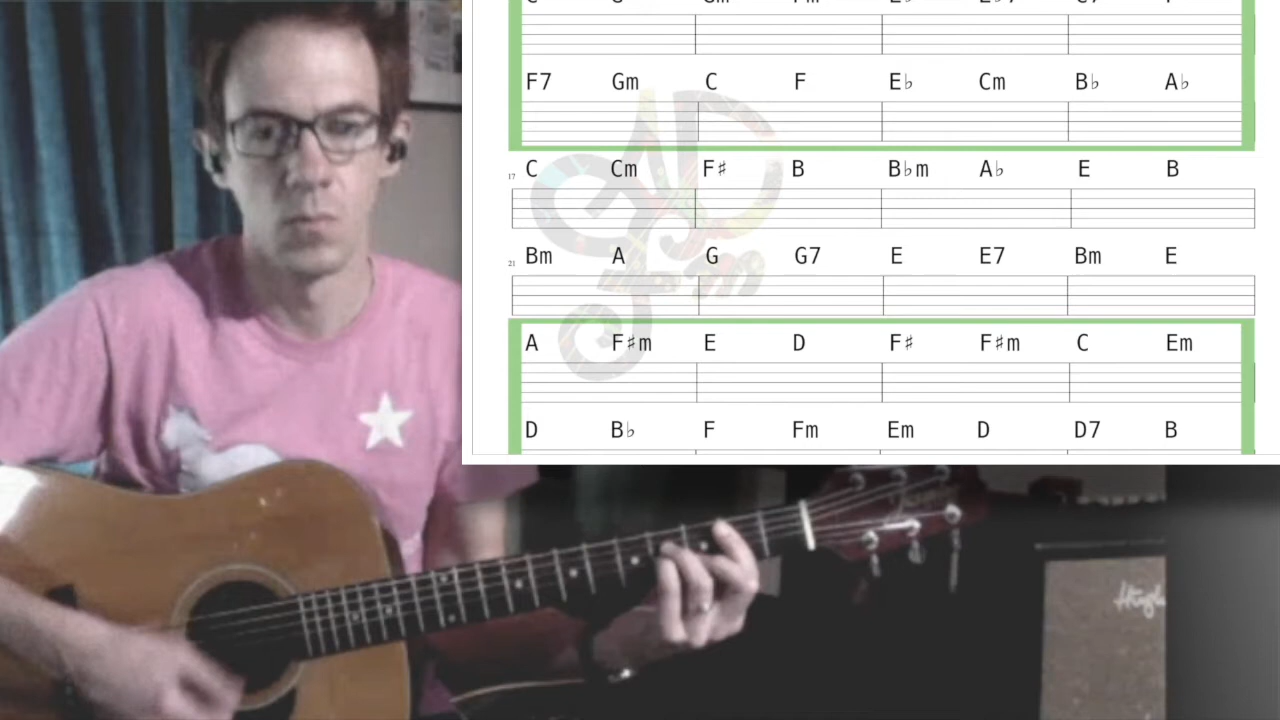 F7 Gm C F E♭ Cm B♭ A♭
17 C Cm F♯ B B♭m A♭ E B
21 Bm A G G7 E E7 Bm E
A F♯m E D F♯ F♯m C Em
D B♭ F Fm Em D D7 B